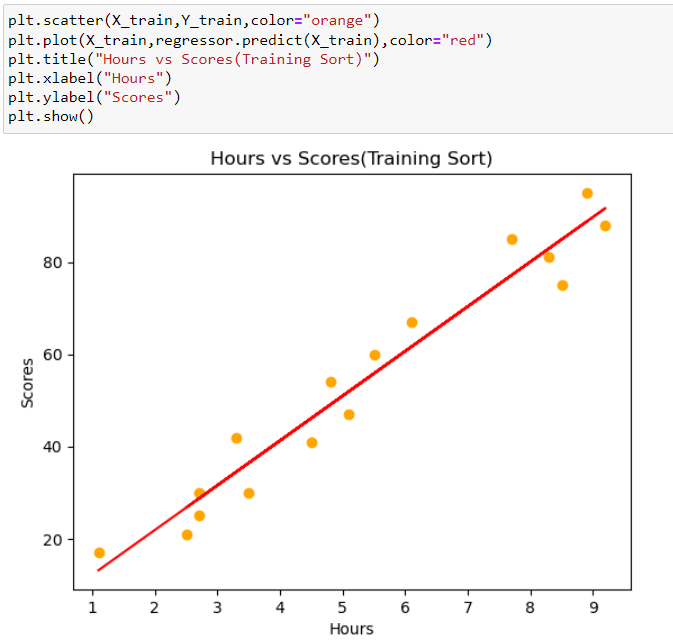 plt.scatter(X_train,Y_train,color="orange")
plt.plot(X_train,regressor.predict(X_train),color="red")
plt.title("Hours vs Scores(Training Sort)")
plt.xlabel("Hours")
plt.ylabel("Scores")
plt.show()
Hours vs Scores(Training Sort)
Scores
80
60
40
20
1 2 3 4 5 6 7 8 9
Hours